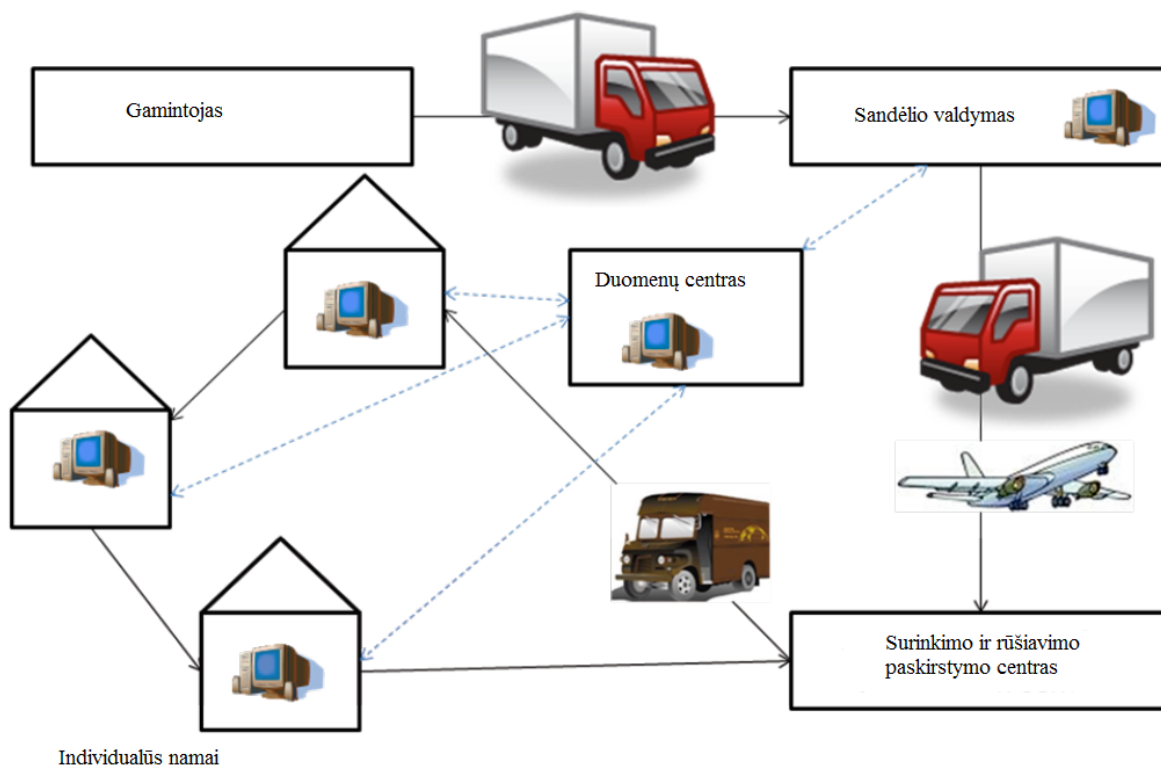 Gamintojas
Sandėlio valdymas
Duomenų centras
Surinkimo ir rūšiavimo
paskirstymo centras
Individualūs namai